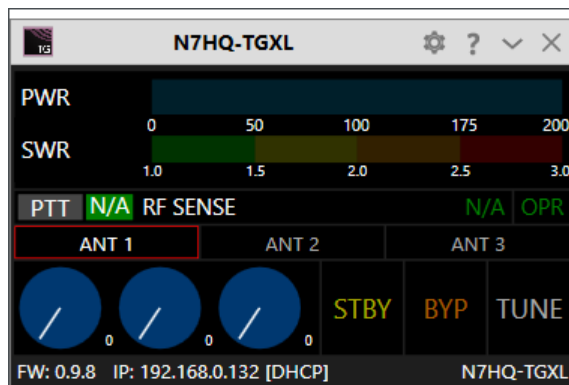 TG
N7HQ-TGXL ?
PWR
0 50 100 175 200
SWR
1.0 1.5 2.0 2.5 3.0
PTT N/A RF SENSE N/A OPR
ANT 1 ANT 2 ANT 3
0 0 0 STBY BYP TUNE
FW: 0.9.8 IP: 192.168.0.132 [DHCP] N7HQ-TGXL